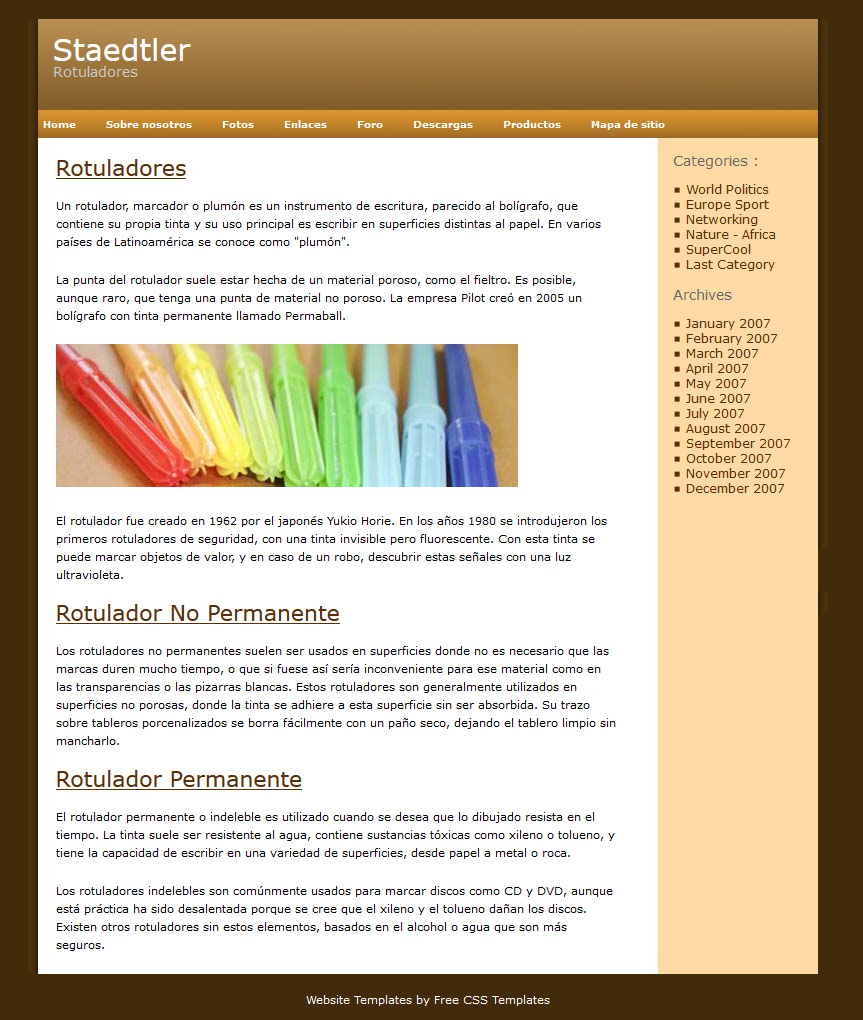 Staedtler
Rotuladores
Home Sobre nosotros Fotos Enlaces Foro Descargas Productos Mapa de sitio
Rotuladores
Un rotulador, marcador o plumón es un instrumento de escritura, parecido al bolígrafo, que
contiene su propia tinta y su uso principal es escribir en superficies distintas al papel. En varios
países de Latinoamérica se conoce como "plumón".
La punta del rotulador suele estar hecha de un material poroso, como el fieltro. Es posible,
aunque raro, que tenga una punta de material no poroso. La empresa Pilot creó en 2005 un
bolígrafo con tinta permanente llamado Permaball.
El rotulador fue creado en 1962 por el japonés Yukio Horie. En los años 1980 se introdujeron los
primeros rotuladores de seguridad, con una tinta invisible pero fluorescente. Con esta tinta se
puede marcar objetos de valor, y en caso de un robo, descubrir estas señales con una luz
ultravioleta.
Rotulador No Permanente
Los rotuladores no permanentes suelen ser usados en superficies donde no es necesario que las
marcas duren mucho tiempo, o que si fuese así sería inconveniente para ese material como en
las transparencias o las pizarras blancas. Estos rotuladores son generalmente utilizados en
superficies no porosas, donde la tinta se adhiere a esta superficie sin ser absorbida. Su trazo
sobre tableros porcenalizados se borra fácilmente con un paño seco, dejando el tablero limpio sin
mancharlo.
Rotulador Permanente
El rotulador permanente o indeleble es utilizado cuando se desea que lo dibujado resista en el
tiempo. La tinta suele ser resistente al agua, contiene sustancias tóxicas como xileno o tolueno, y
tiene la capacidad de escribir en una variedad de superficies, desde papel a metal o roca.
Los rotuladores indelebles son comúnmente usados para marcar discos como CD y DVD, aunque
está práctica ha sido desalentada porque se cree que el xileno y el tolueno dañan los discos.
Existen otros rotuladores sin estos elementos, basados en el alcohol o agua que son más
seguros.
Categories :
World Politics
Europe Sport
Networking
Nature - Africa
SuperCool
Last Category
Archives
January 2007
February 2007
March 2007
April 2007
May 2007
June 2007
July 2007
August 2007
September 2007
October 2007
November 2007
December 2007
Website Templates by Free CSS Templates